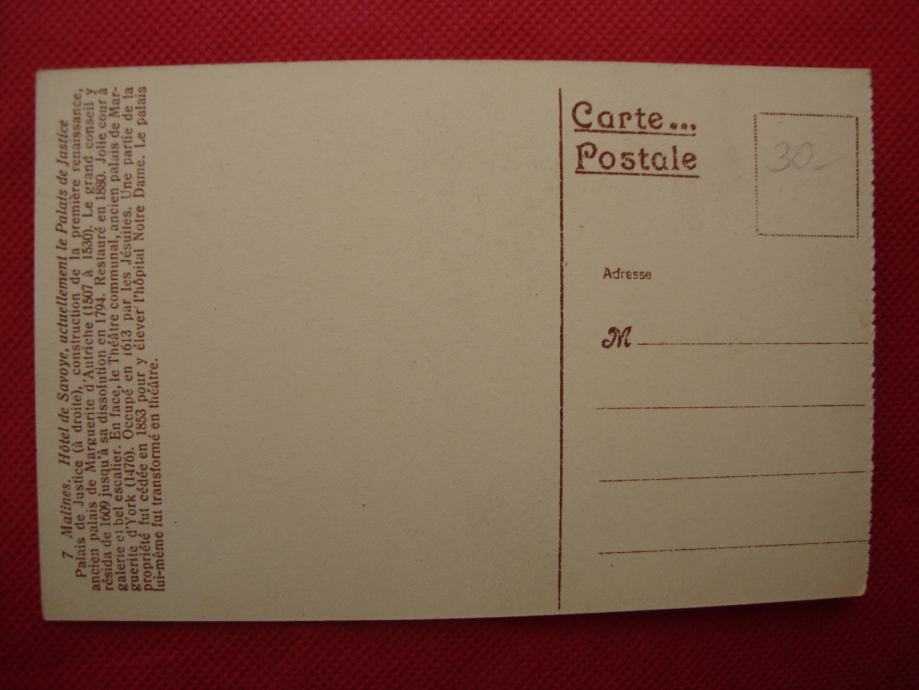 7 Malines. Hôtel de Savoye, actuellement le Palais de Justice
Palais de Justice (à droite), construction de la première renaissance,
ancien palais de Marguerite d'Autriche (1507 à 1530). Le grand conseil y
résida de 1609 jusqu'à sa dissolution en 1794. Restauré en 1880. Jolie cour à
galerie et bel escalier. En face, le Théâtre communal, ancien palais de Mar-
guerite d'York (1476). Occupé en 1613 par les Jésuites. Une partie de la
propriété fut cédée en 1853 pour y élever l'hôpital Notre Dame. Le palais
lui-même fut transformé en théâtre.
Carte...
Postale
30-
Adresse
M